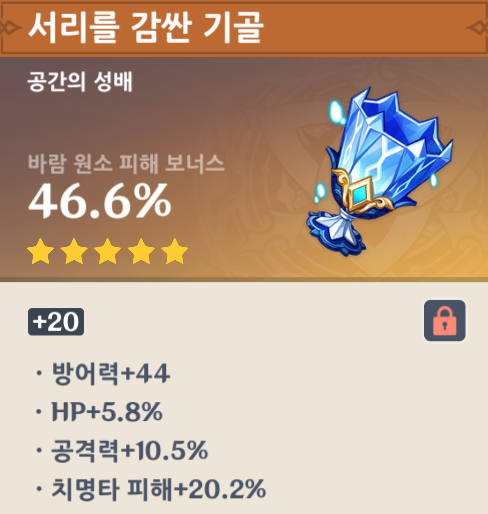 서리를 감싼 기골
공간의 성배
바람 원소 피해 보너스
46.6%
+20
· 방어력+44
· HP+5.8%
· 공격력+10.5%
· 치명타 피해+20.2%